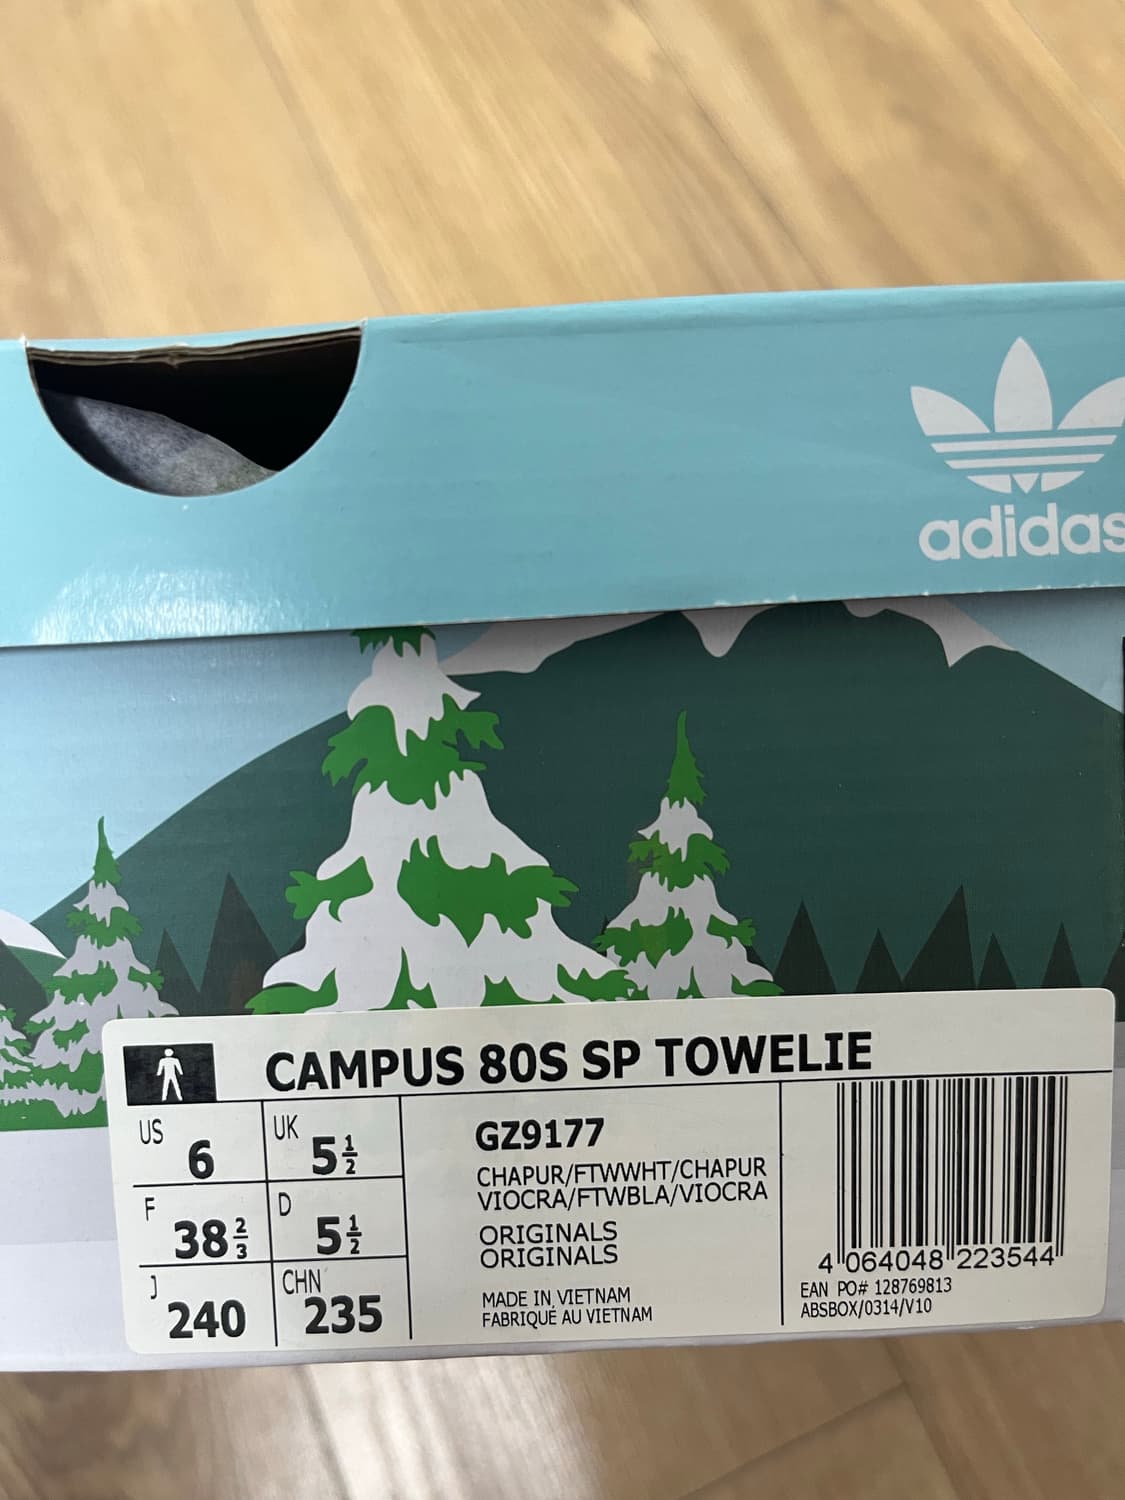 adidas
CAMPUS 80S SP TOWELIE
US 6
UK 5½
F 38⅔
D 5½
J 240
CHN 235
GZ9177
CHAPUR/FTWWHT/CHAPUR
VIOCRA/FTWBLA/VIOCRA
ORIGINALS
ORIGINALS
MADE IN VIETNAM
FABRIQUÉ AU VIETNAM
4 064048 223544
EAN PO# 128769813
ABSBOX/0314/V10